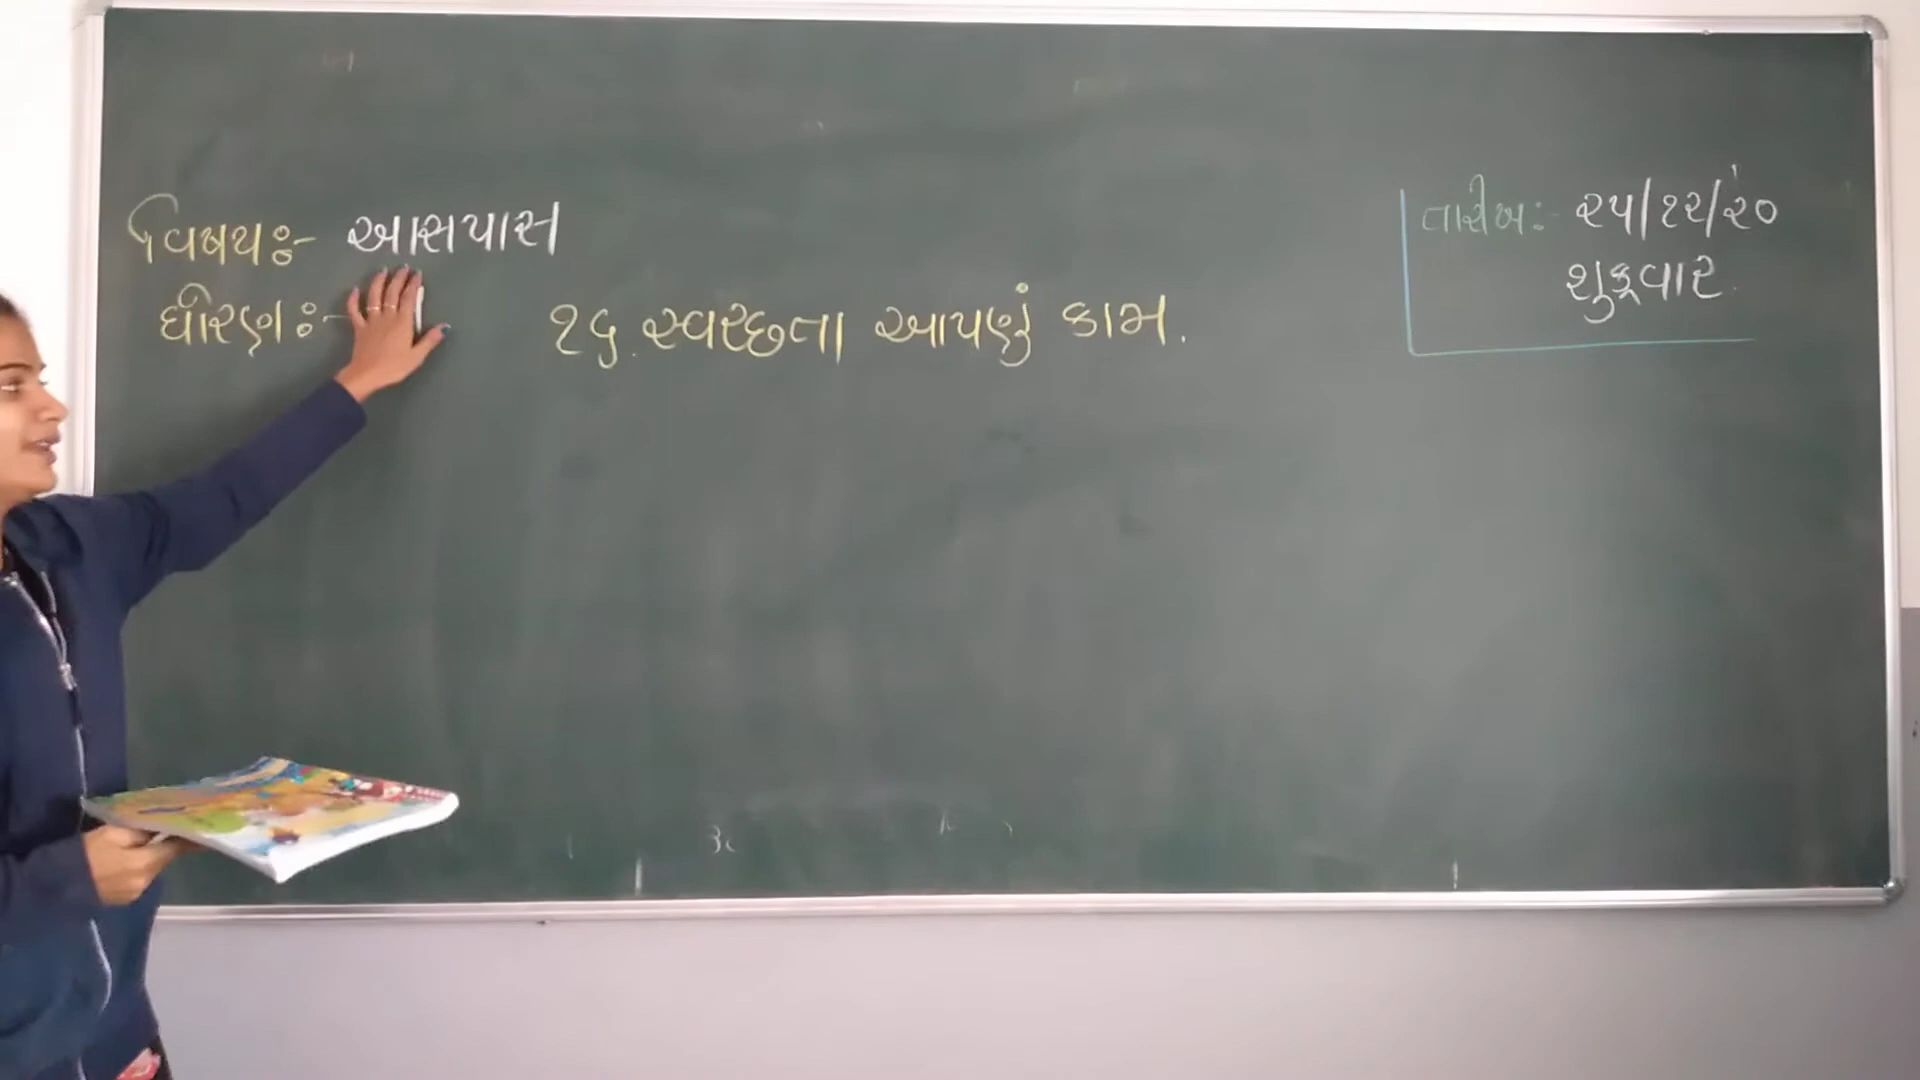 વિષયઃ- આસપાસ
ધોરણઃ-
૨૬. સ્વચ્છતા આપણું કામ.
તારીખઃ- ૨૫/૧૨/૨૦
શુક્રવાર